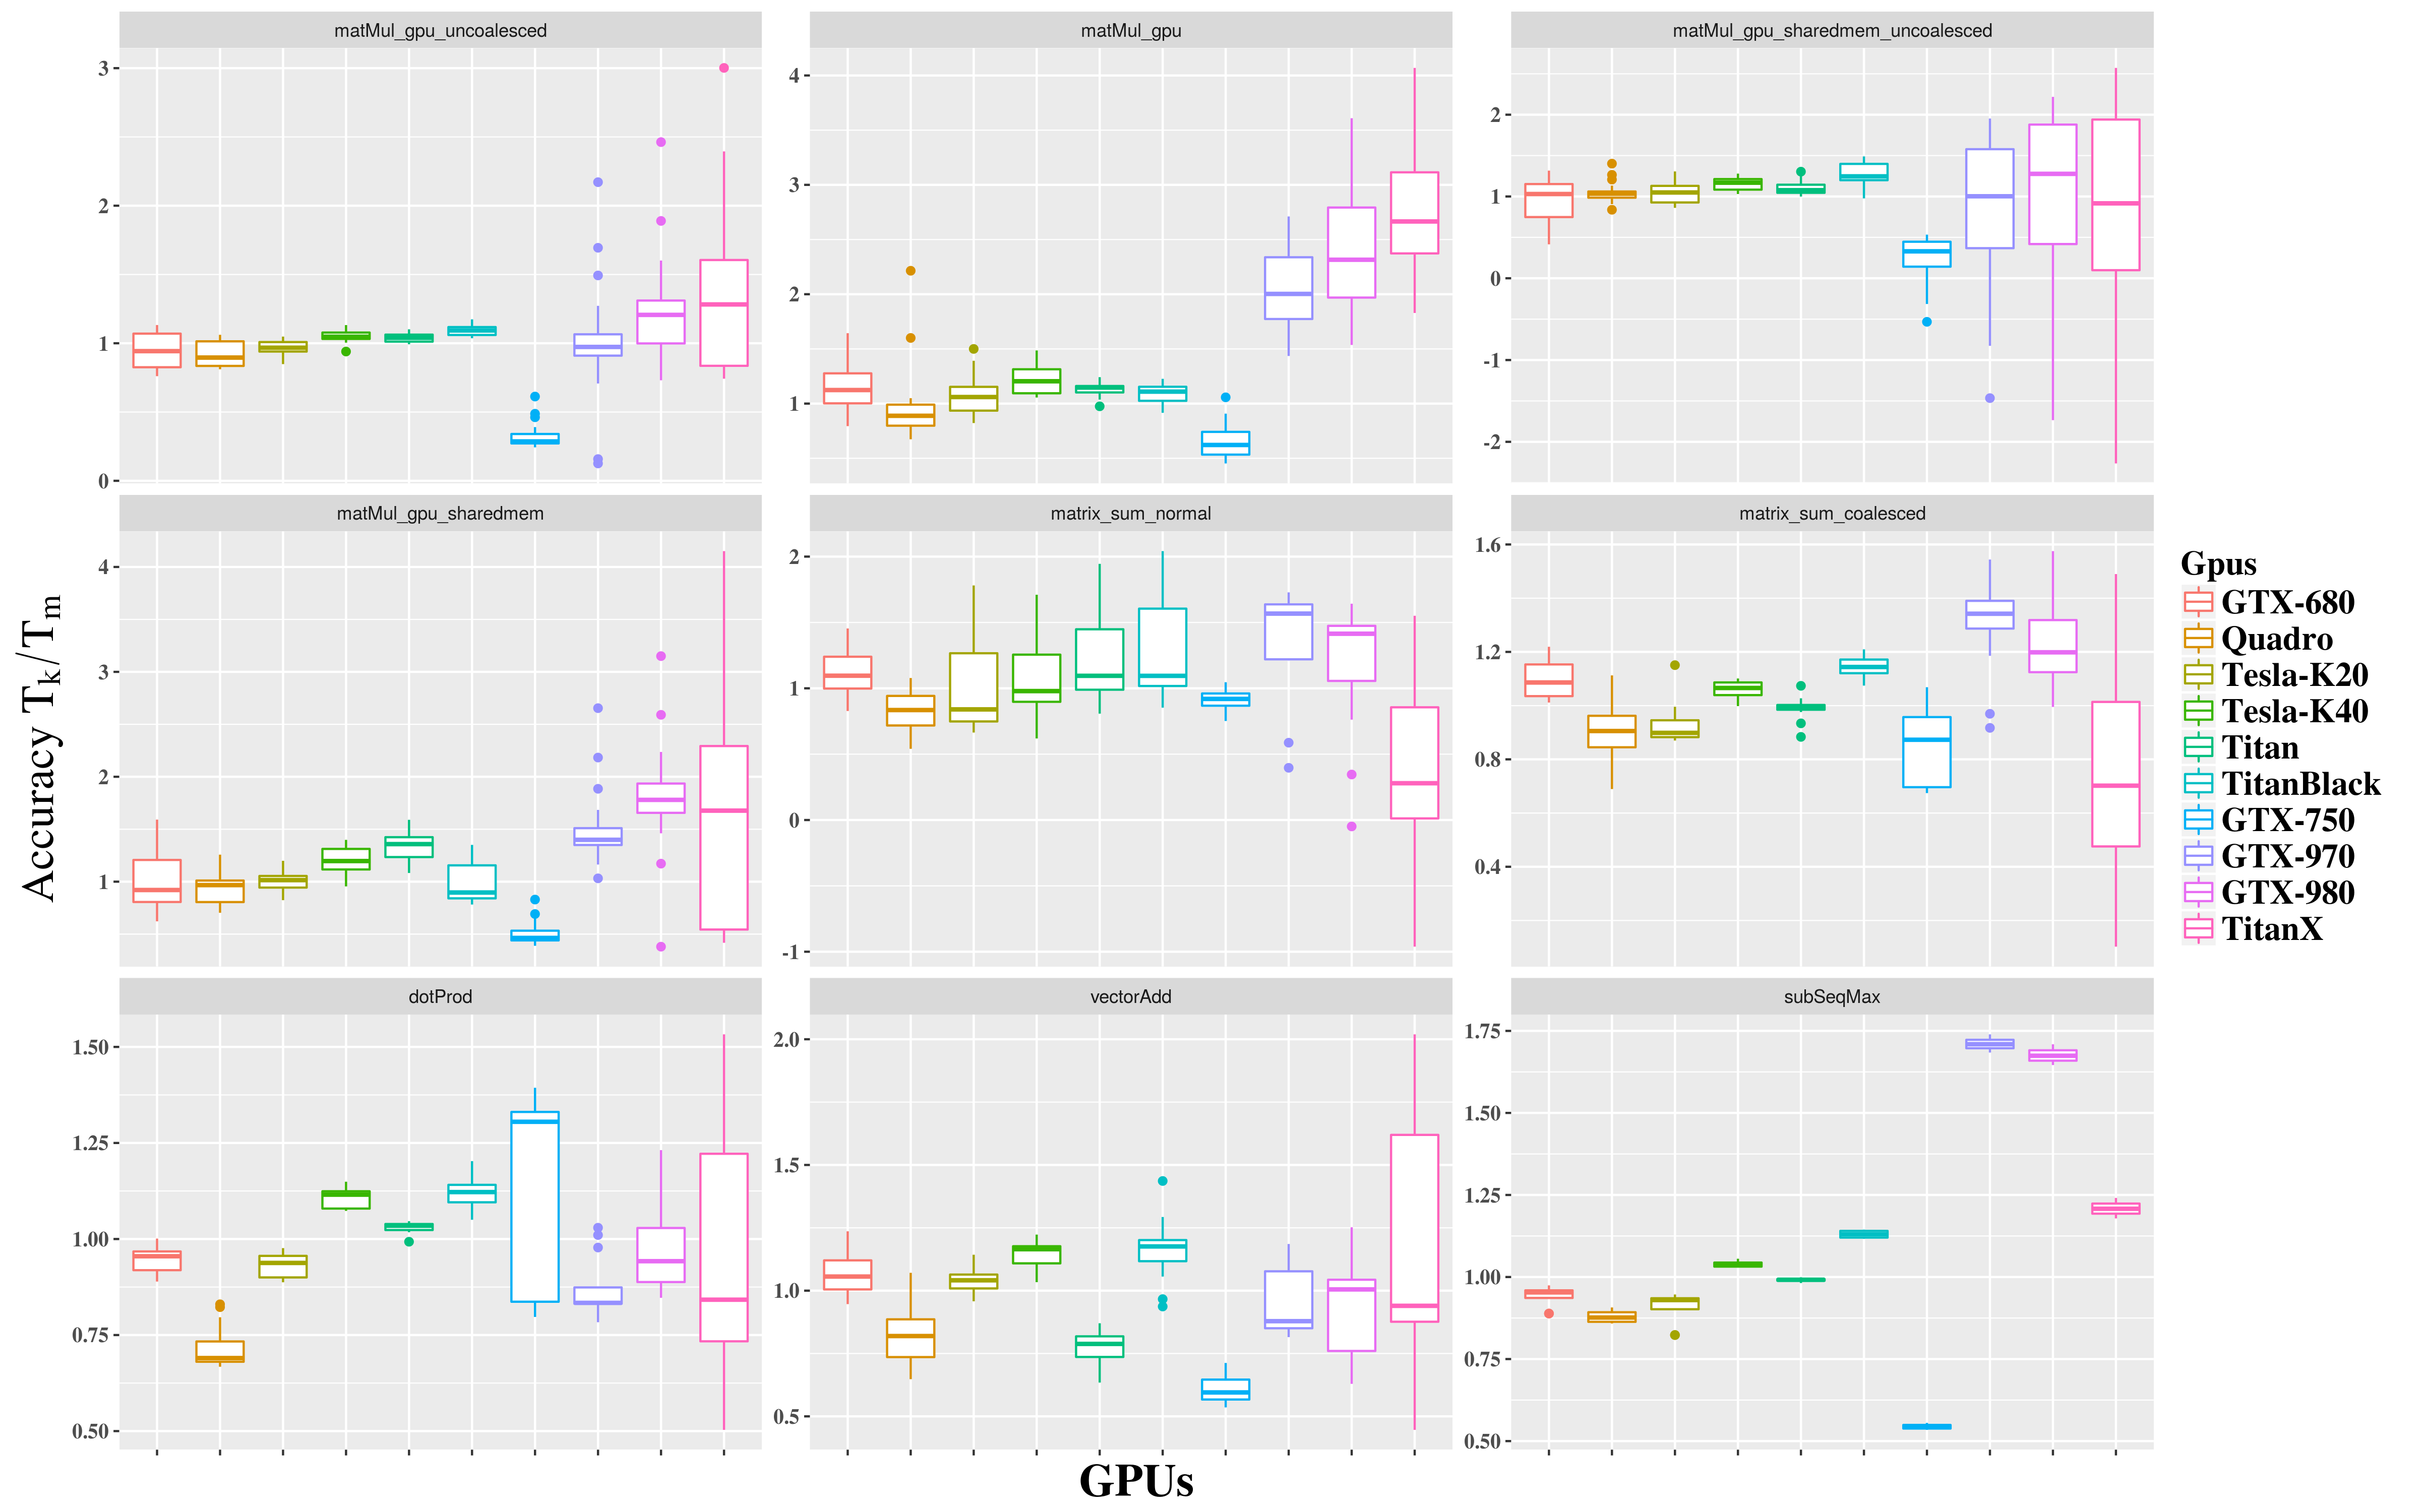 matMul_gpu_uncoalesced
3
2
1
0
matMul_gpu
4
3
2
1
matMul_gpu_sharedmem_uncoalesced
2
1
0
-1
-2
matMul_gpu_sharedmem
4
3
2
1
matrix_sum_normal
2
1
0
-1
matrix_sum_coalesced
1.6
1.2
0.8
0.4
dotProd
1.50
1.25
1.00
0.75
0.50
vectorAdd
2.0
1.5
1.0
0.5
subSeqMax
1.75
1.50
1.25
1.00
0.75
0.50
Accuracy Tk/Tm
GPUs
Gpus
GTX-680
Quadro
Tesla-K20
Tesla-K40
Titan
TitanBlack
GTX-750
GTX-970
GTX-980
TitanX